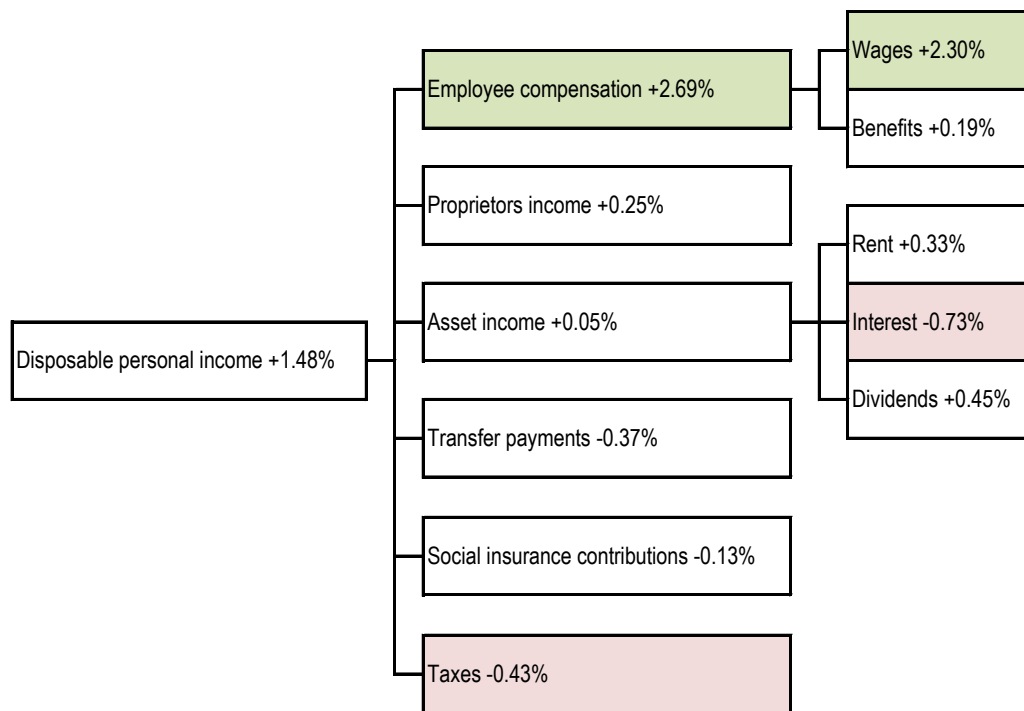 Disposable personal income +1.48%
Employee compensation +2.69%
Proprietors income +0.25%
Asset income +0.05%
Transfer payments -0.37%
Social insurance contributions -0.13%
Taxes -0.43%
Wages +2.30%
Benefits +0.19%
Rent +0.33%
Interest -0.73%
Dividends +0.45%